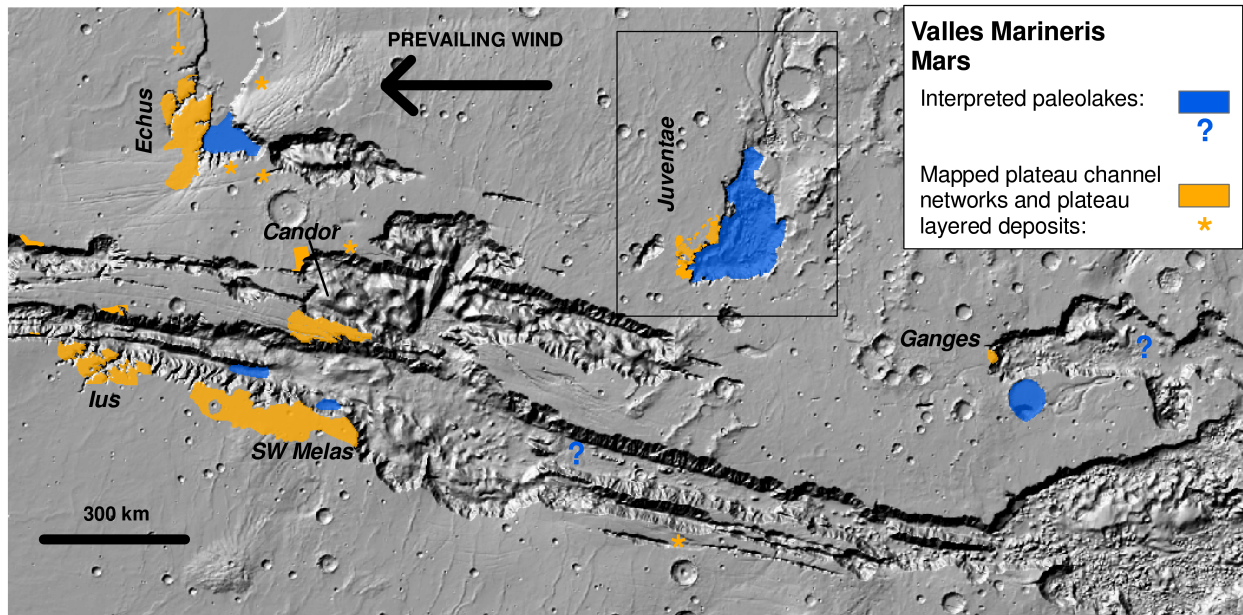 PREVAILING WIND
Valles Marineris
Mars
Interpreted paleolakes:
?
Mapped plateau channel
networks and plateau
layered deposits:
*
Echus
Juventae
Candor
Ganges
?
Ius
SW Melas
?
300 km